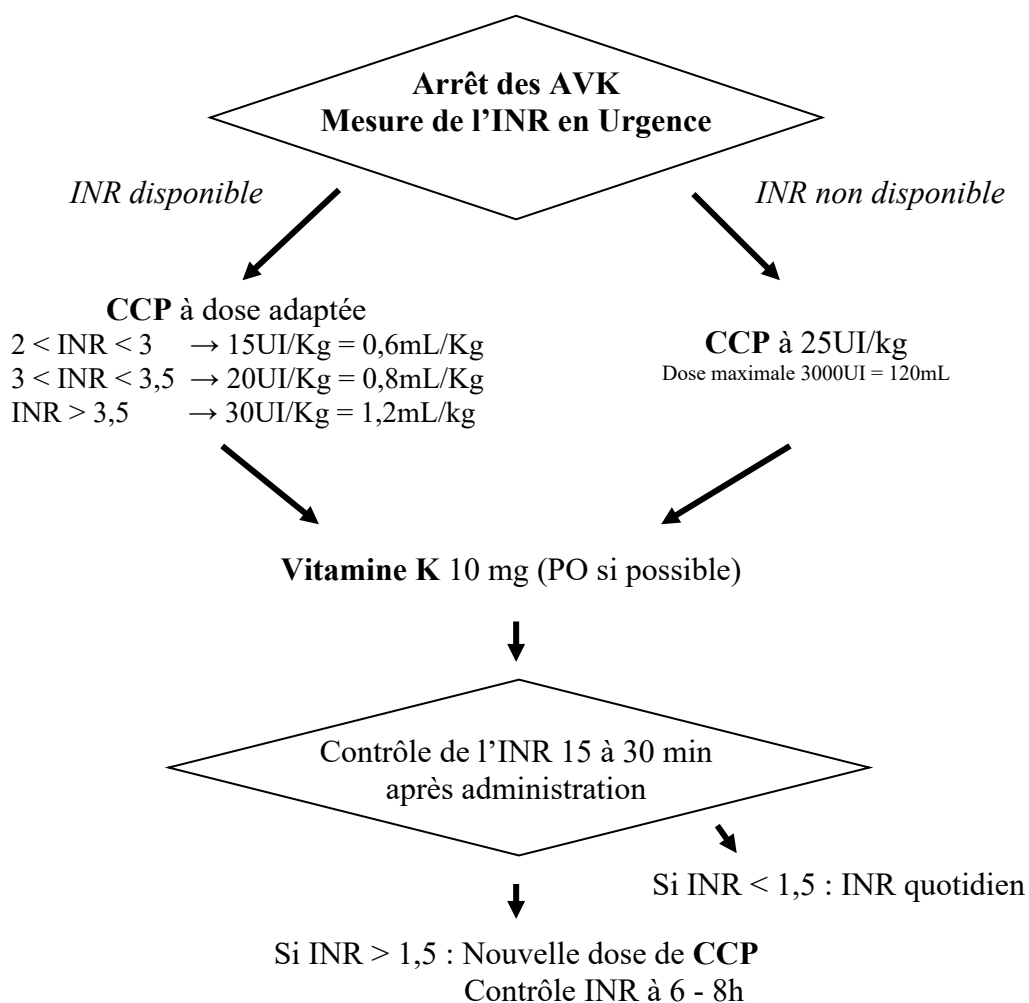 Arrêt des AVK
Mesure de l’INR en Urgence
INR disponible
INR non disponible
CCP à dose adaptée
2 < INR < 3 → 15UI/Kg = 0,6mL/Kg
3 < INR < 3,5 → 20UI/Kg = 0,8mL/Kg
INR > 3,5 → 30UI/Kg = 1,2mL/kg
CCP à 25UI/kg
Dose maximale 3000UI = 120mL
Vitamine K 10 mg (PO si possible)
Contrôle de l’INR 15 à 30 min
après administration
Si INR < 1,5 : INR quotidien
Si INR > 1,5 : Nouvelle dose de CCP
Contrôle INR à 6 - 8h